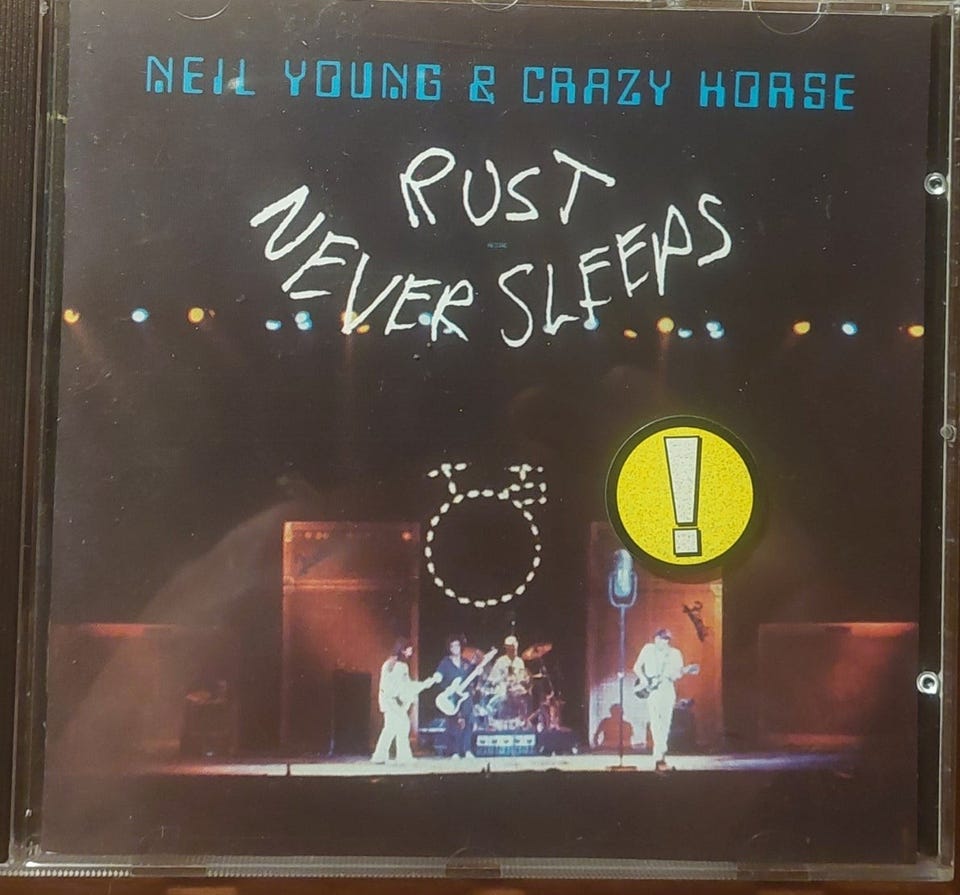 NEIL YOUNG & CRAZY HORSE
RUST
NEVER SLEEPS
!